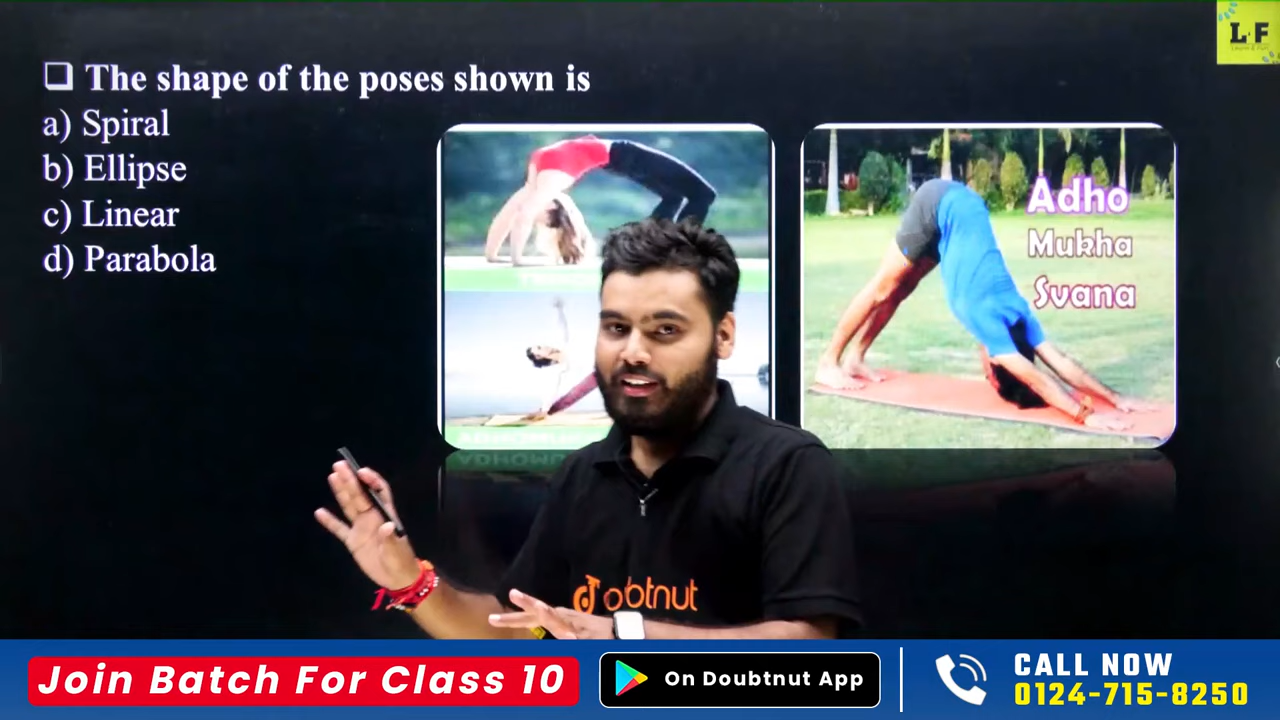 ❑ The shape of the poses shown is
a) Spiral
b) Ellipse
c) Linear
d) Parabola
L F
Adho
Mukha
Svana
doubtnut
Join Batch For Class 10
On Doubtnut App
CALL NOW
0124-715-8250